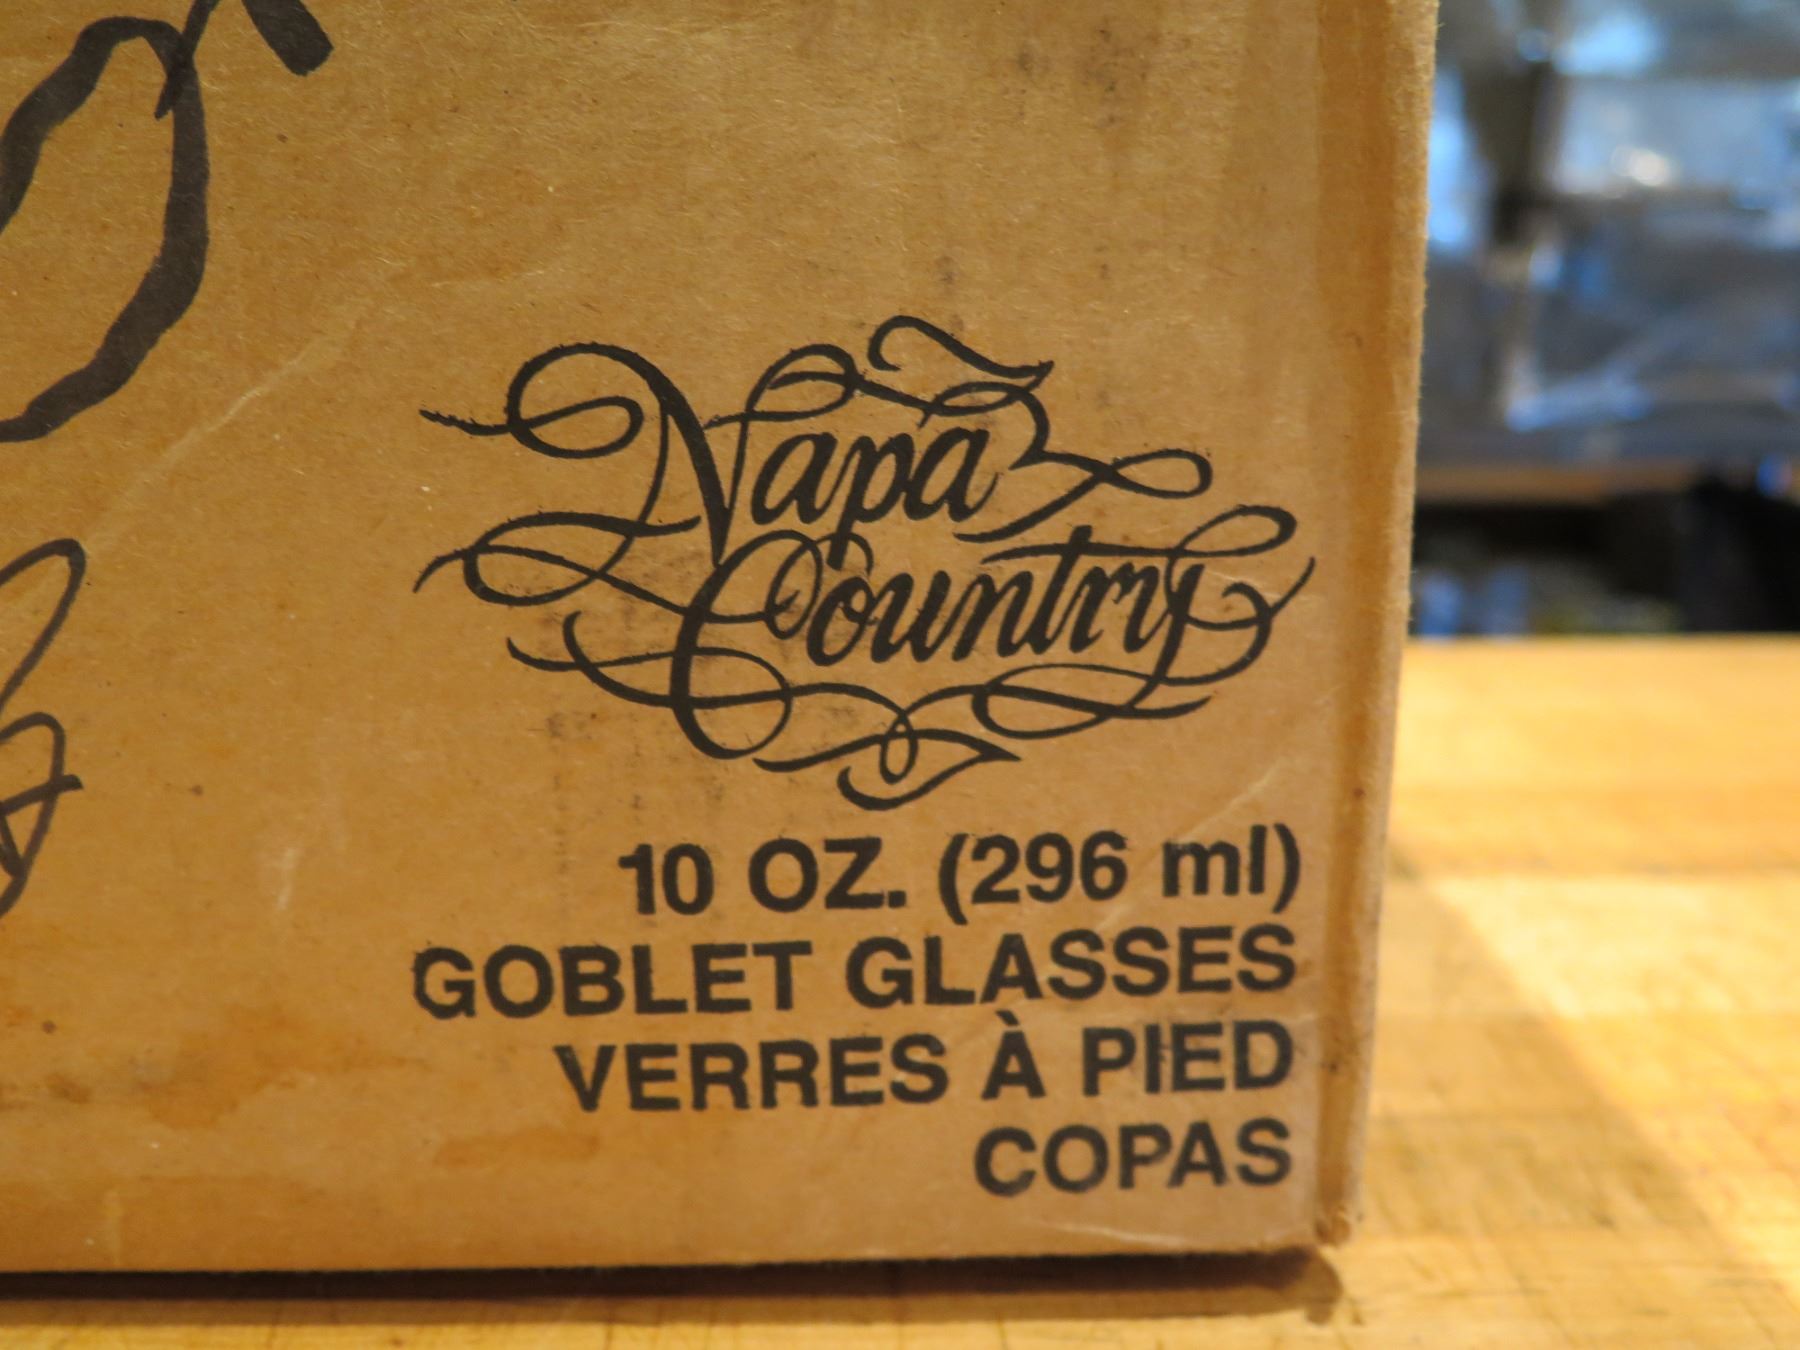 Napa
Country
10 OZ. (296 ml)
GOBLET GLASSES
VERRES À PIED
COPAS